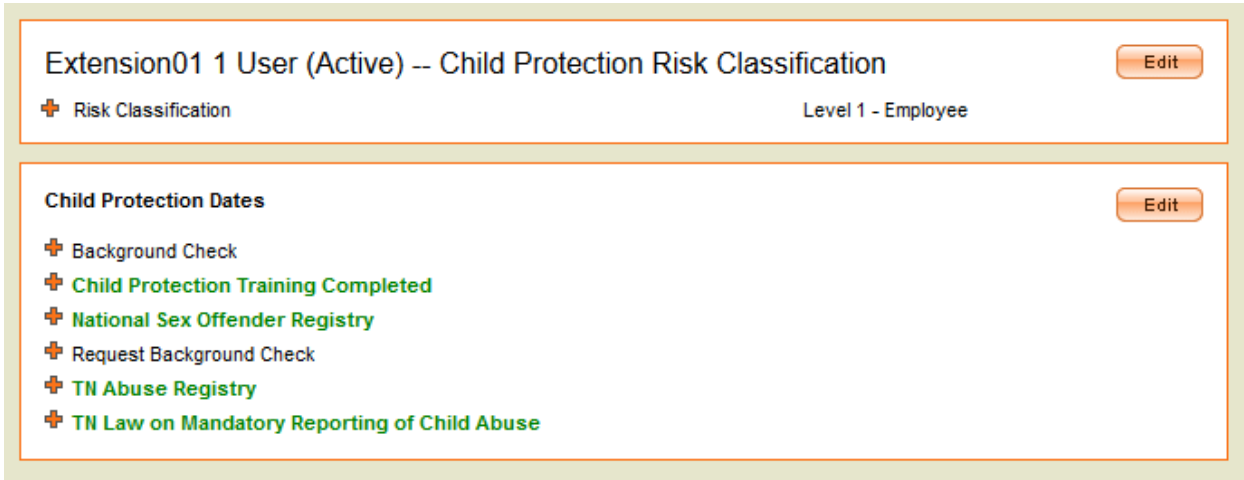 Extension01 1 User (Active) -- Child Protection Risk Classification
Edit
Risk Classification Level 1 - Employee
Child Protection Dates
Edit
Background Check
Child Protection Training Completed
National Sex Offender Registry
Request Background Check
TN Abuse Registry
TN Law on Mandatory Reporting of Child Abuse